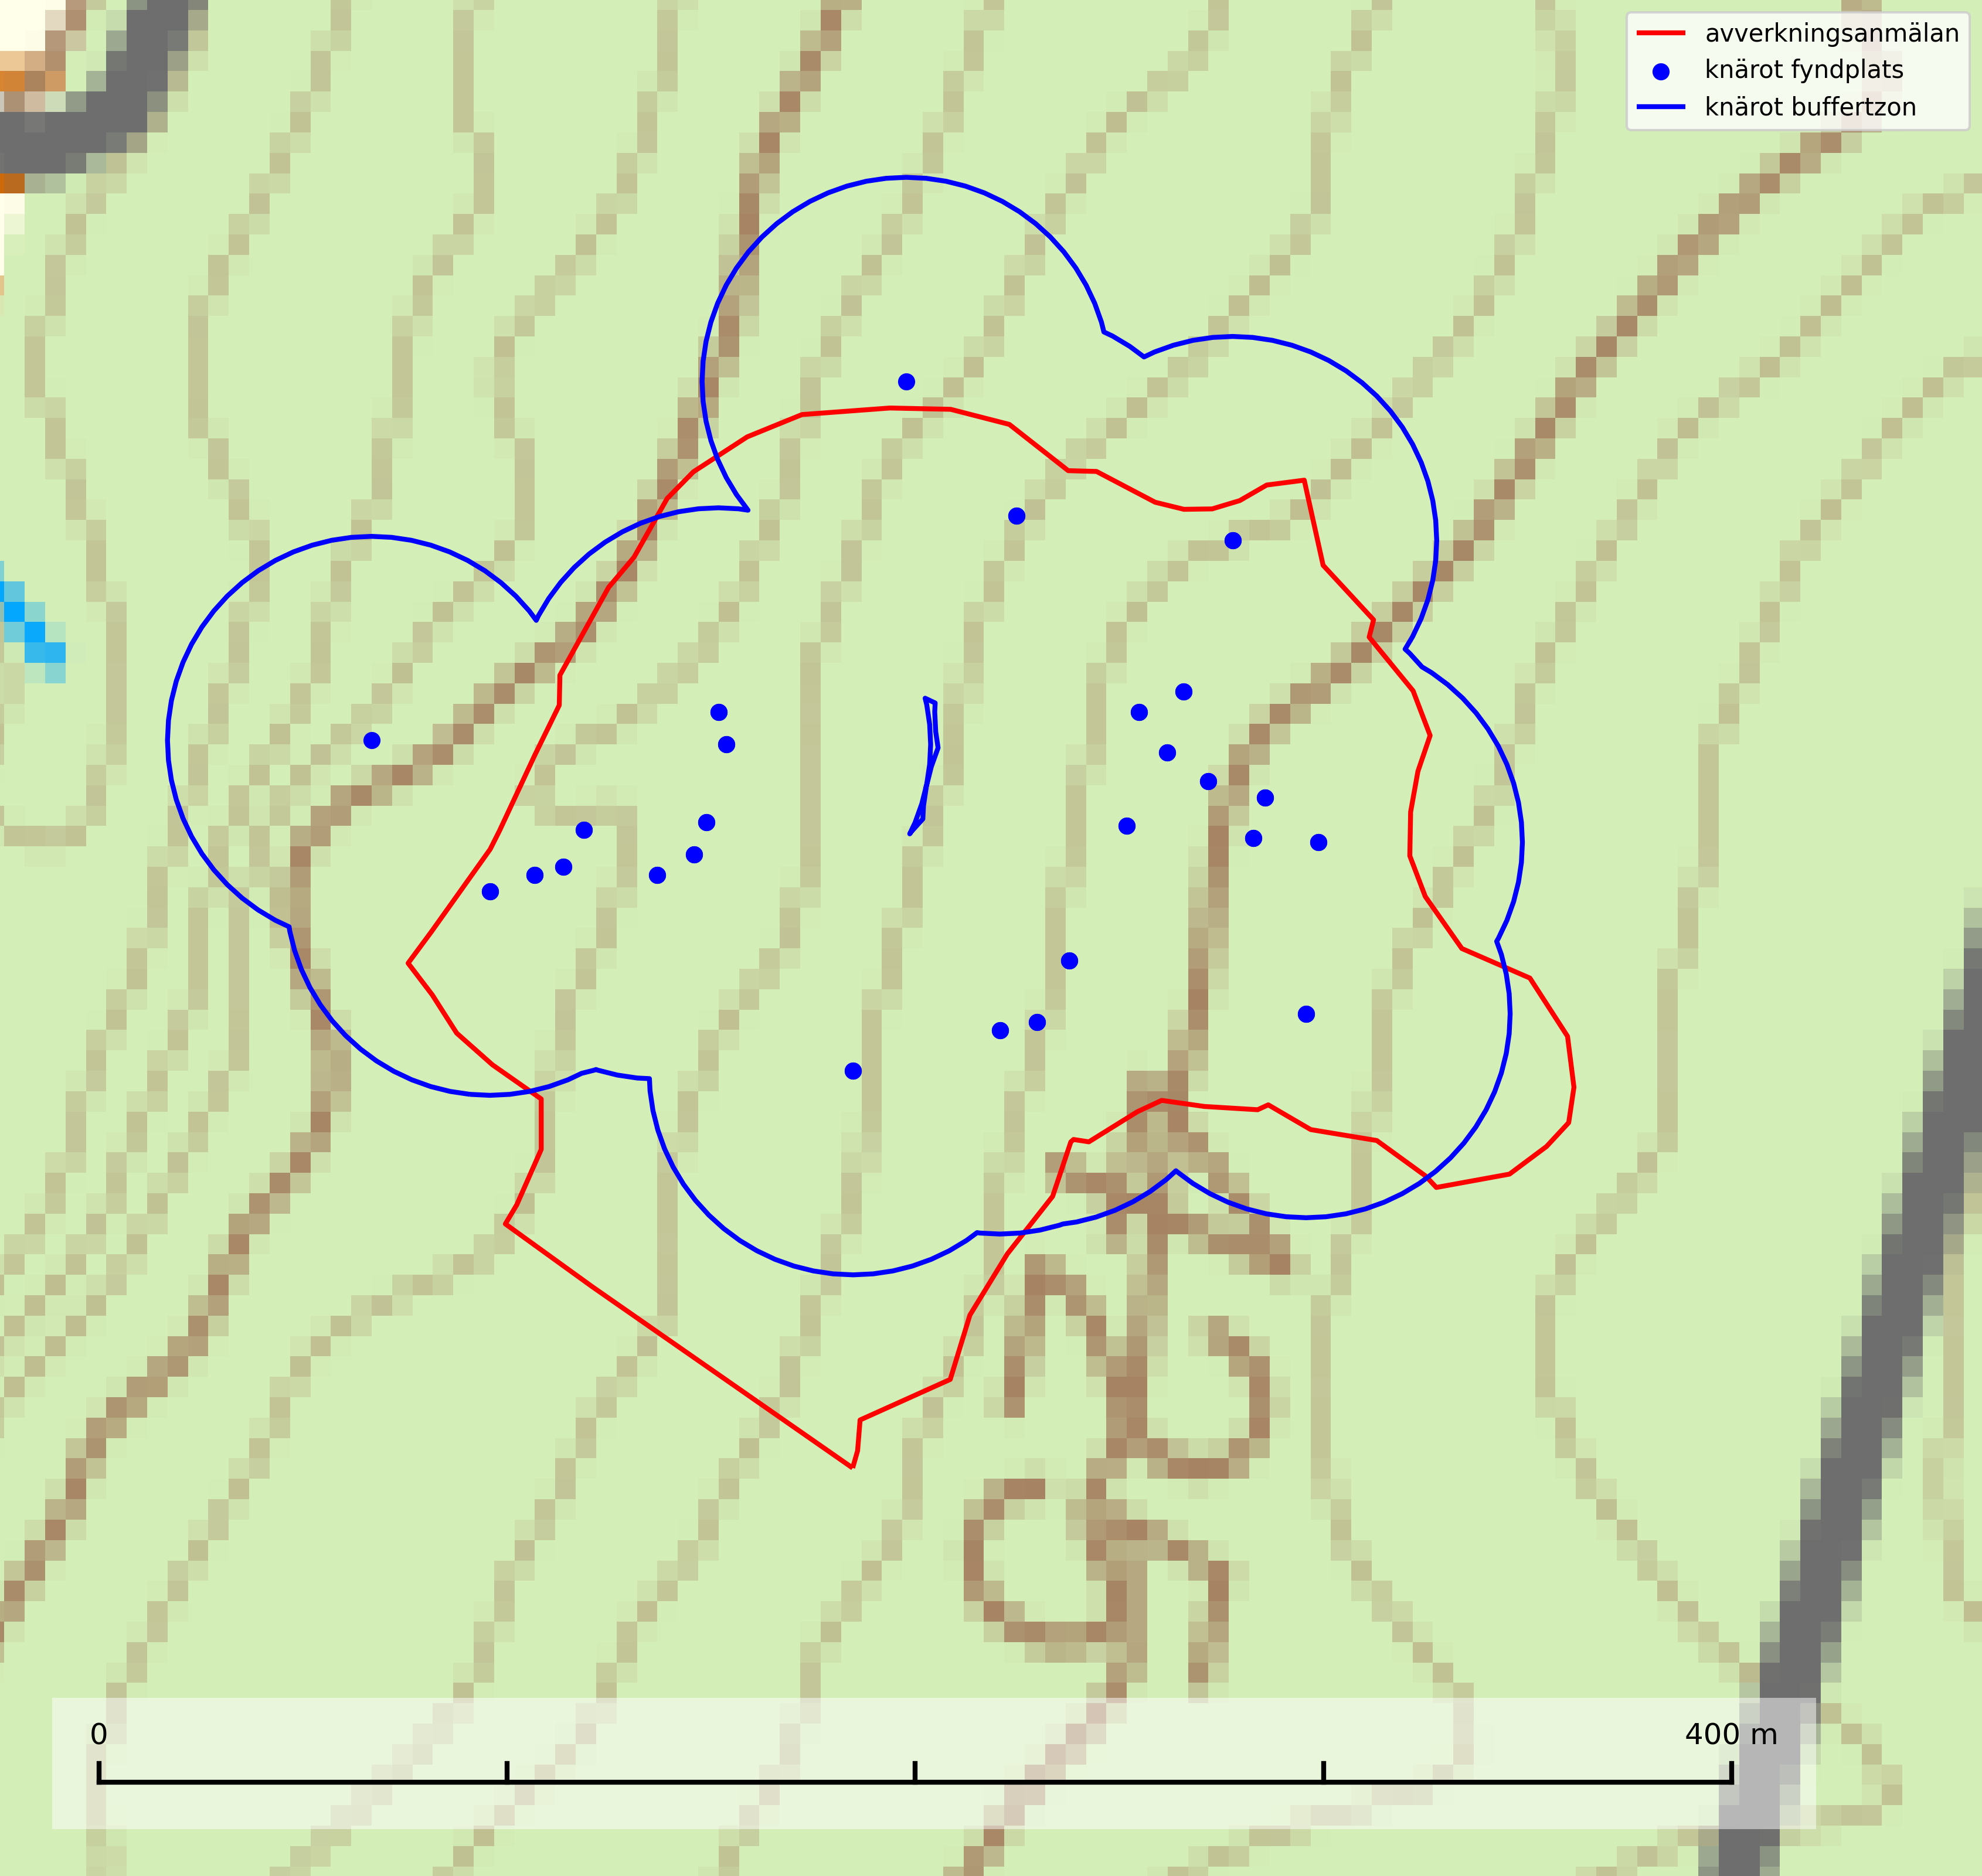 avverkningsanmälan
knärot fyndplats
knärot buffertzon
0
400 m